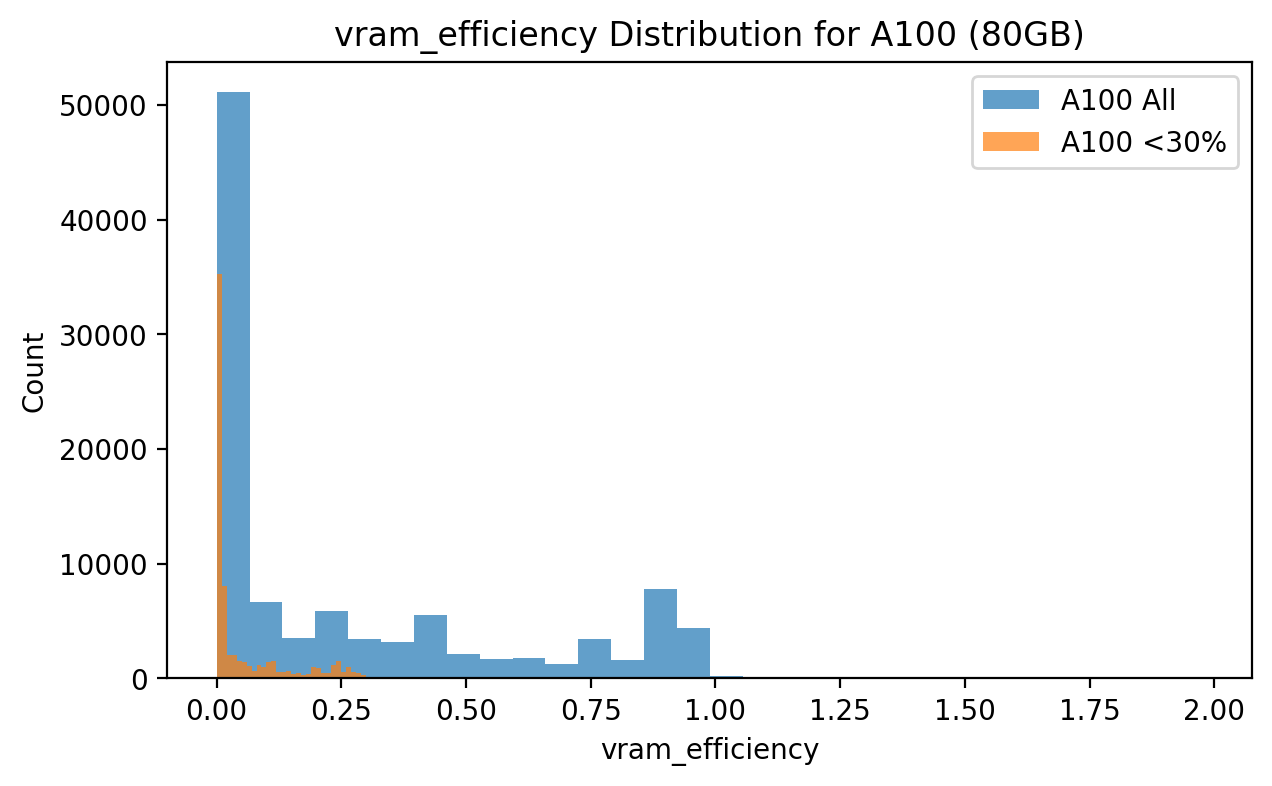 vram_efficiency Distribution for A100 (80GB)
A100 All
A100 <30%
50000
40000
30000
20000
10000
0
Count
0.00 0.25 0.50 0.75 1.00 1.25 1.50 1.75 2.00
vram_efficiency